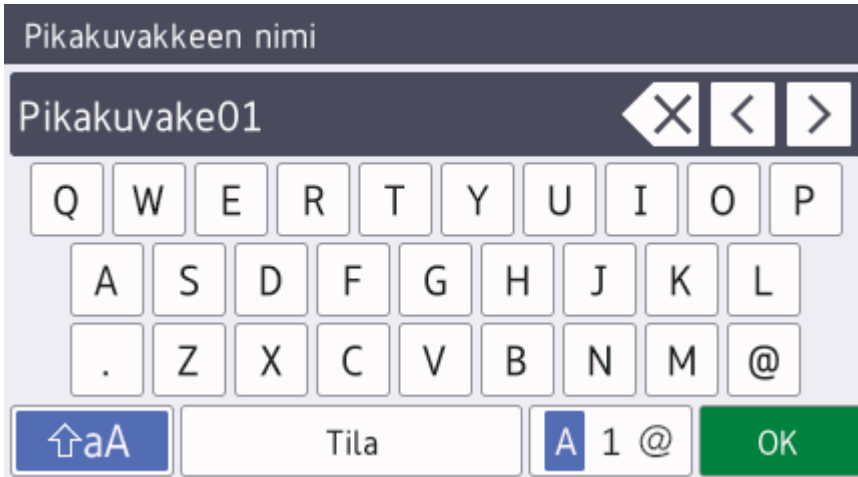 Pikakuvakkeen nimi
Pikakuvake01
Q W E R T Y U I O P
A S D F G H J K L
. Z X C V B N M @
aA Tila A 1 @ OK